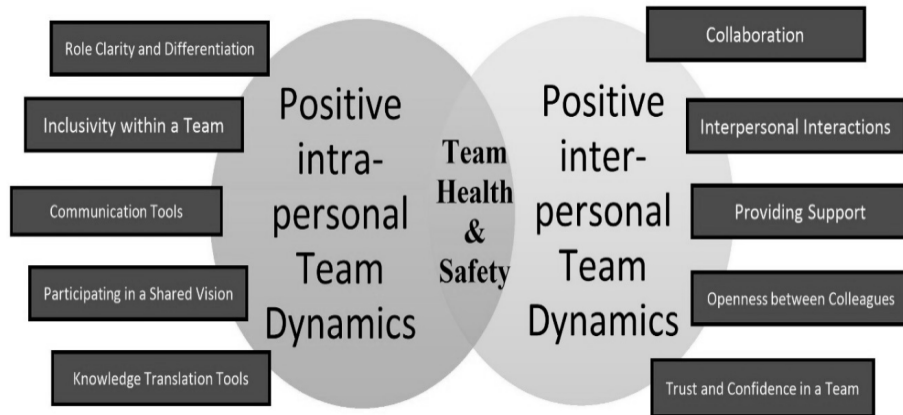 Role Clarity and Differentiation
Inclusivity within a Team
Communication Tools
Participating in a Shared Vision
Knowledge Translation Tools
Positive
intra-
personal
Team
Dynamics
Team
Health
&
Safety
Positive
inter-
personal
Team
Dynamics
Collaboration
Interpersonal Interactions
Providing Support
Openness between Colleagues
Trust and Confidence in a Team